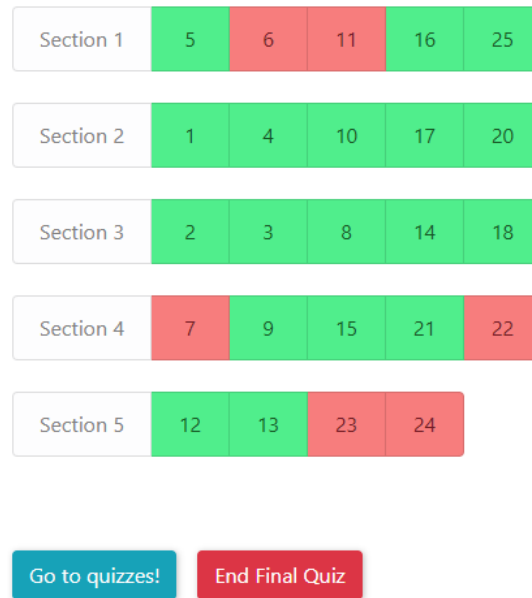 Section 1 5 6 11 16 25
Section 2 1 4 10 17 20
Section 3 2 3 8 14 18
Section 4 7 9 15 21 22
Section 5 12 13 23 24
Go to quizzes! End Final Quiz